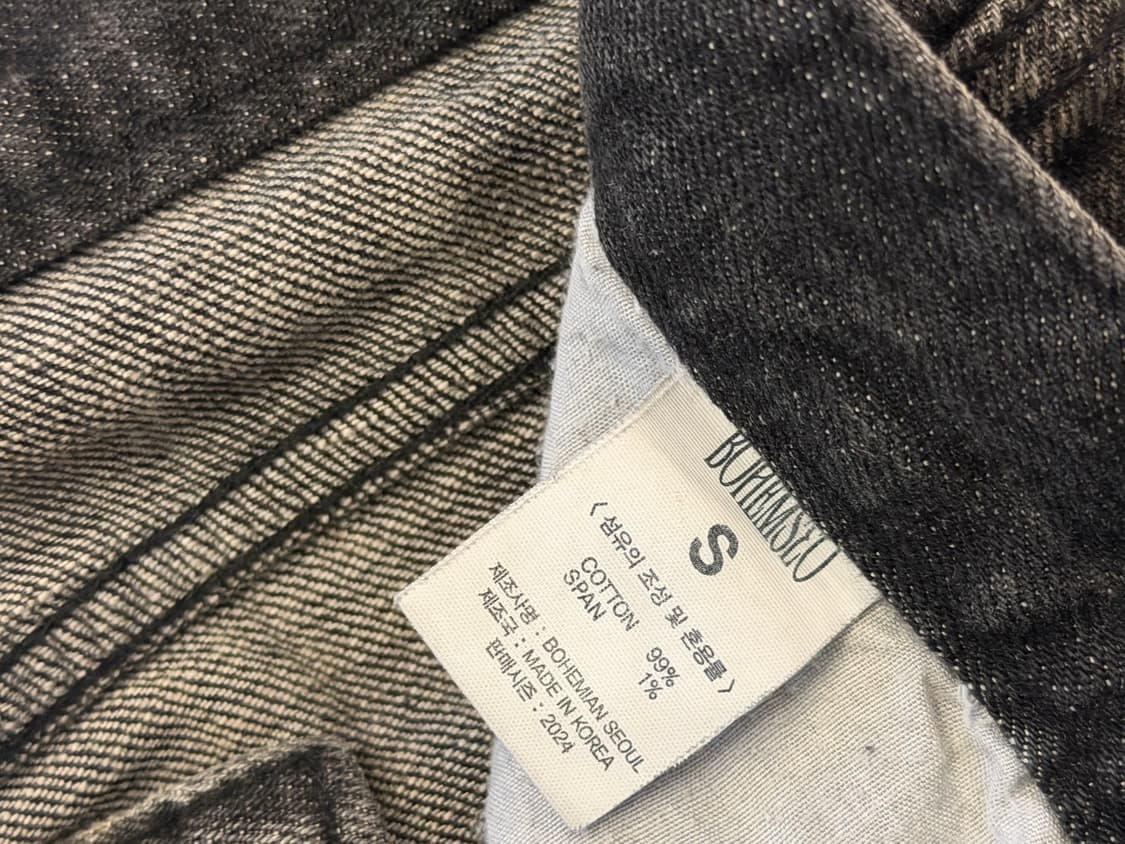 BOHEMSEO
S
〈 섬유의 조성 및 혼용률 〉
COTTON 99%
SPAN 1%
제조사명 : BOHEMIAN SEOUL
제조국 : MADE IN KOREA
판매시즌 : 2024